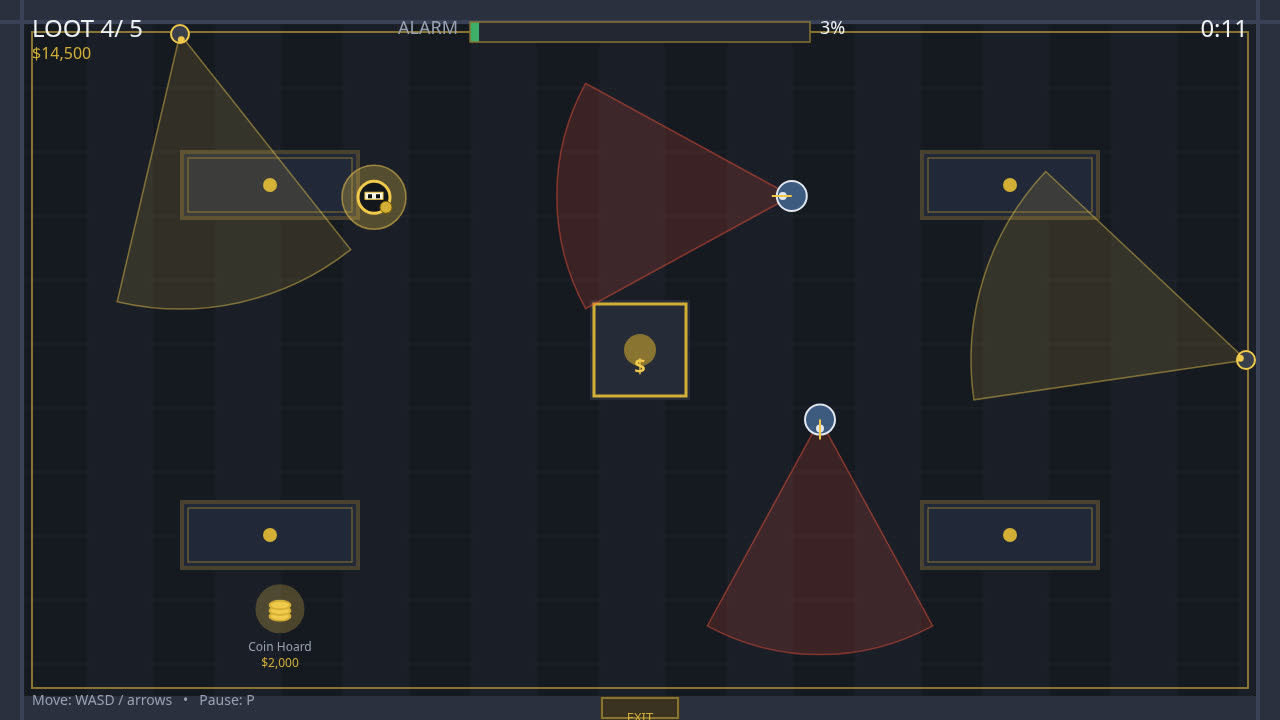 LOOT 4/ 5
ALARM
3%
0:11
$14,500
$
Coin Hoard
$2,000
Move: WASD / arrows • Pause: P
EXIT